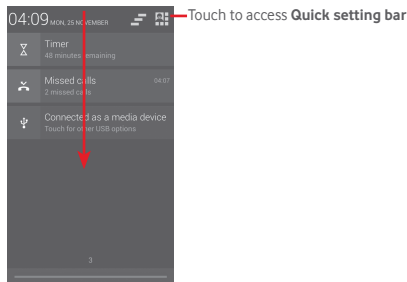 04:09 MON, 25 NOVEMBER
Touch to access Quick setting bar
Timer
48 minutes remaining
Missed calls 04:07
2 missed calls
Connected as a media device
Touch for other USB options
3